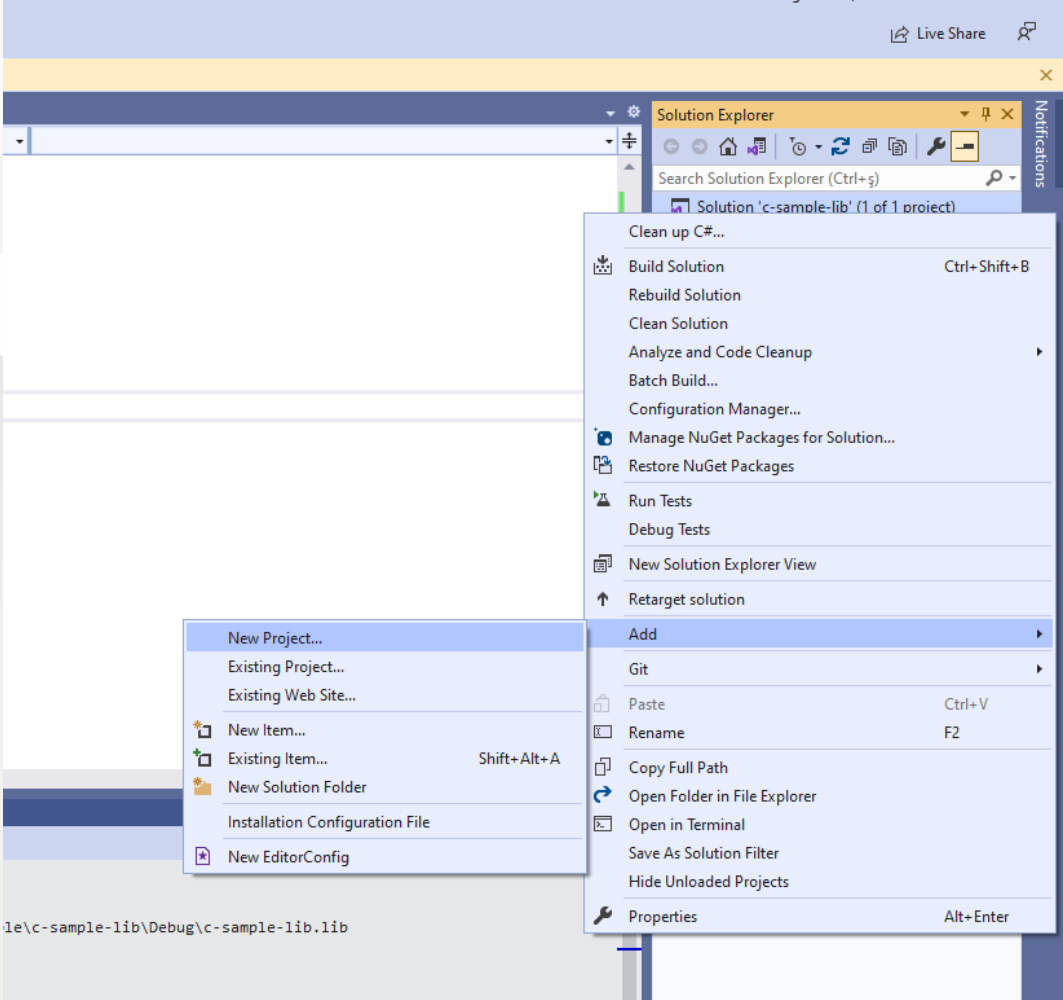 Live Share
Solution Explorer
Notifications
Search Solution Explorer (Ctrl+ş)
Solution 'c-sample-lib' (1 of 1 project)
Clean up C#...
Build Solution Ctrl+Shift+B
Rebuild Solution
Clean Solution
Analyze and Code Cleanup
Batch Build...
Configuration Manager...
Manage NuGet Packages for Solution...
Restore NuGet Packages
Run Tests
Debug Tests
New Solution Explorer View
Retarget solution
Add
New Project...
Existing Project...
Existing Web Site...
New Item...
Existing Item... Shift+Alt+A
New Solution Folder
Installation Configuration File
New EditorConfig
Git
Paste Ctrl+V
Rename F2
Copy Full Path
Open Folder in File Explorer
Open in Terminal
Save As Solution Filter
Hide Unloaded Projects
Properties Alt+Enter
le\c-sample-lib\Debug\c-sample-lib.lib